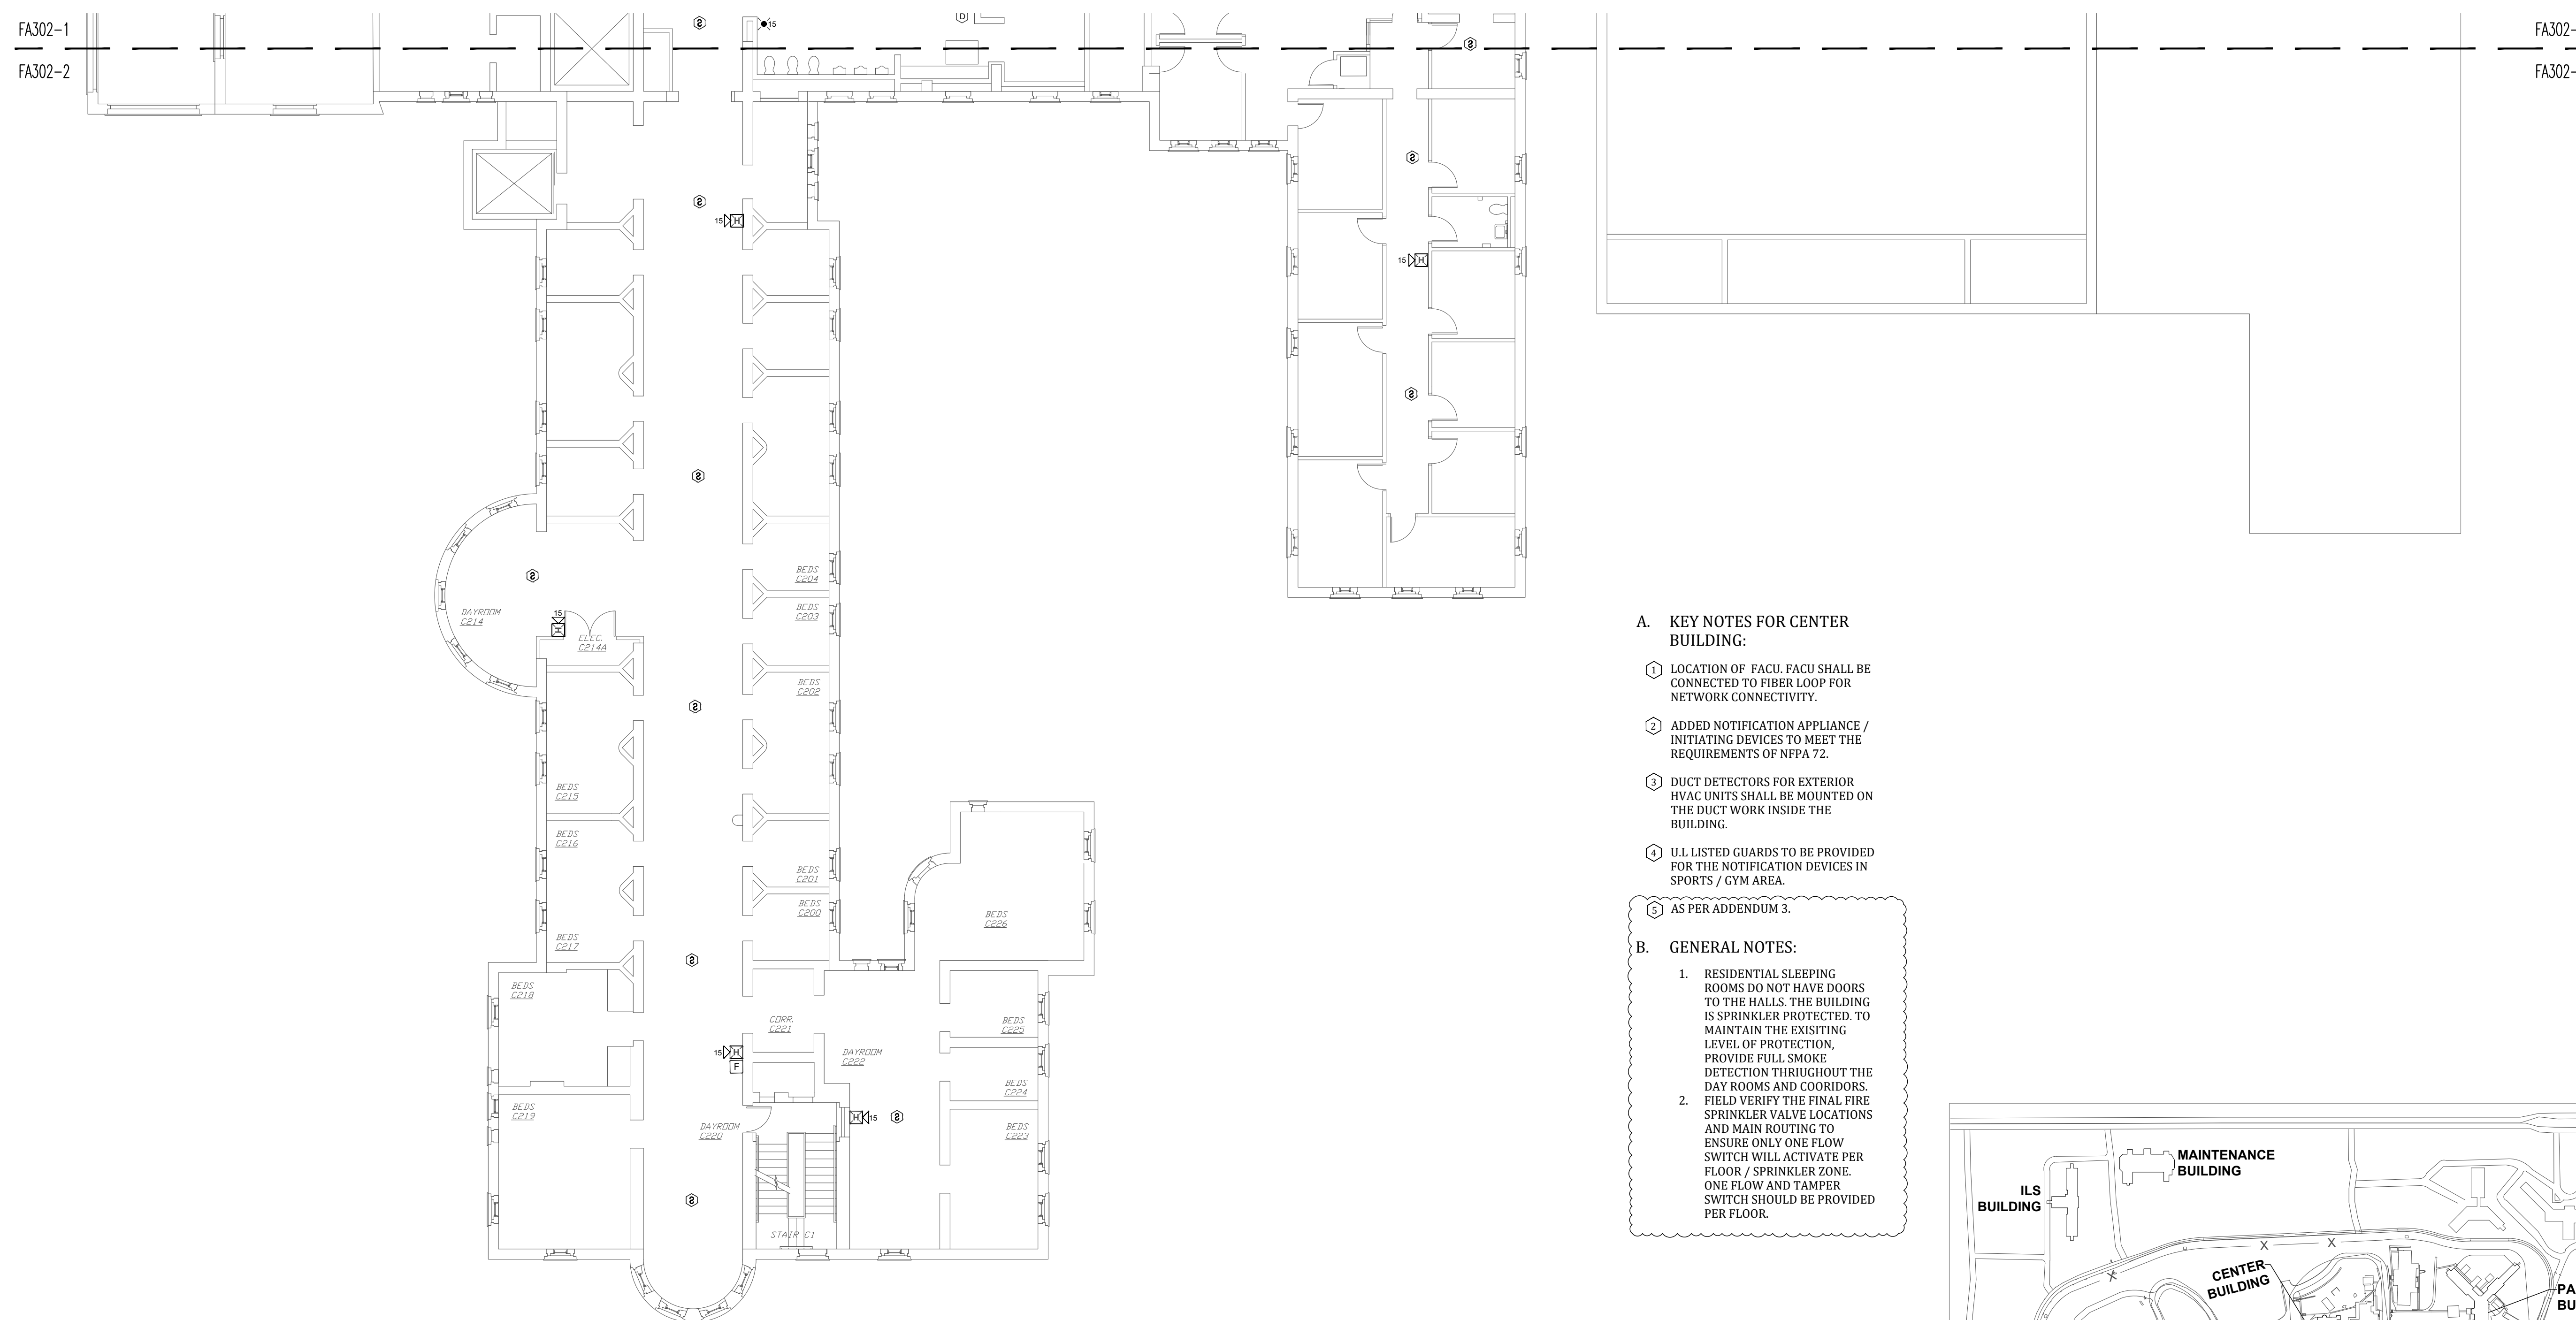 FA302-1
FA302-2
FA302-
FA302-
15
D
S
S
S
S
S
S
S
S
S
S
S
S
15 H
15 H
15
H
15 H
F
H 15
BEDS
C204
BEDS
C203
DAYROOM
C214
ELEC.
C214A
BEDS
C202
BEDS
C215
BEDS
C216
BEDS
C201
BEDS
C200
BEDS
C217
BEDS
C226
BEDS
C218
CORR.
C221
BEDS
C225
DAYROOM
C222
BEDS
C224
BEDS
C219
DAYROOM
C220
BEDS
C223
STAIR C1
A. KEY NOTES FOR CENTER
BUILDING:
1 LOCATION OF FACU. FACU SHALL BE
CONNECTED TO FIBER LOOP FOR
NETWORK CONNECTIVITY.
2 ADDED NOTIFICATION APPLIANCE /
INITIATING DEVICES TO MEET THE
REQUIREMENTS OF NFPA 72.
3 DUCT DETECTORS FOR EXTERIOR
HVAC UNITS SHALL BE MOUNTED ON
THE DUCT WORK INSIDE THE
BUILDING.
4 U.L LISTED GUARDS TO BE PROVIDED
FOR THE NOTIFICATION DEVICES IN
SPORTS / GYM AREA.
5 AS PER ADDENDUM 3.
B. GENERAL NOTES:
1. RESIDENTIAL SLEEPING
ROOMS DO NOT HAVE DOORS
TO THE HALLS. THE BUILDING
IS SPRINKLER PROTECTED. TO
MAINTAIN THE EXISITING
LEVEL OF PROTECTION,
PROVIDE FULL SMOKE
DETECTION THRIUGHOUT THE
DAY ROOMS AND COORIDORS.
2. FIELD VERIFY THE FINAL FIRE
SPRINKLER VALVE LOCATIONS
AND MAIN ROUTING TO
ENSURE ONLY ONE FLOW
SWITCH WILL ACTIVATE PER
FLOOR / SPRINKLER ZONE.
ONE FLOW AND TAMPER
SWITCH SHOULD BE PROVIDED
PER FLOOR.
MAINTENANCE
BUILDING
ILS
BUILDING
CENTER
BUILDING
X
X
X
PA
BU